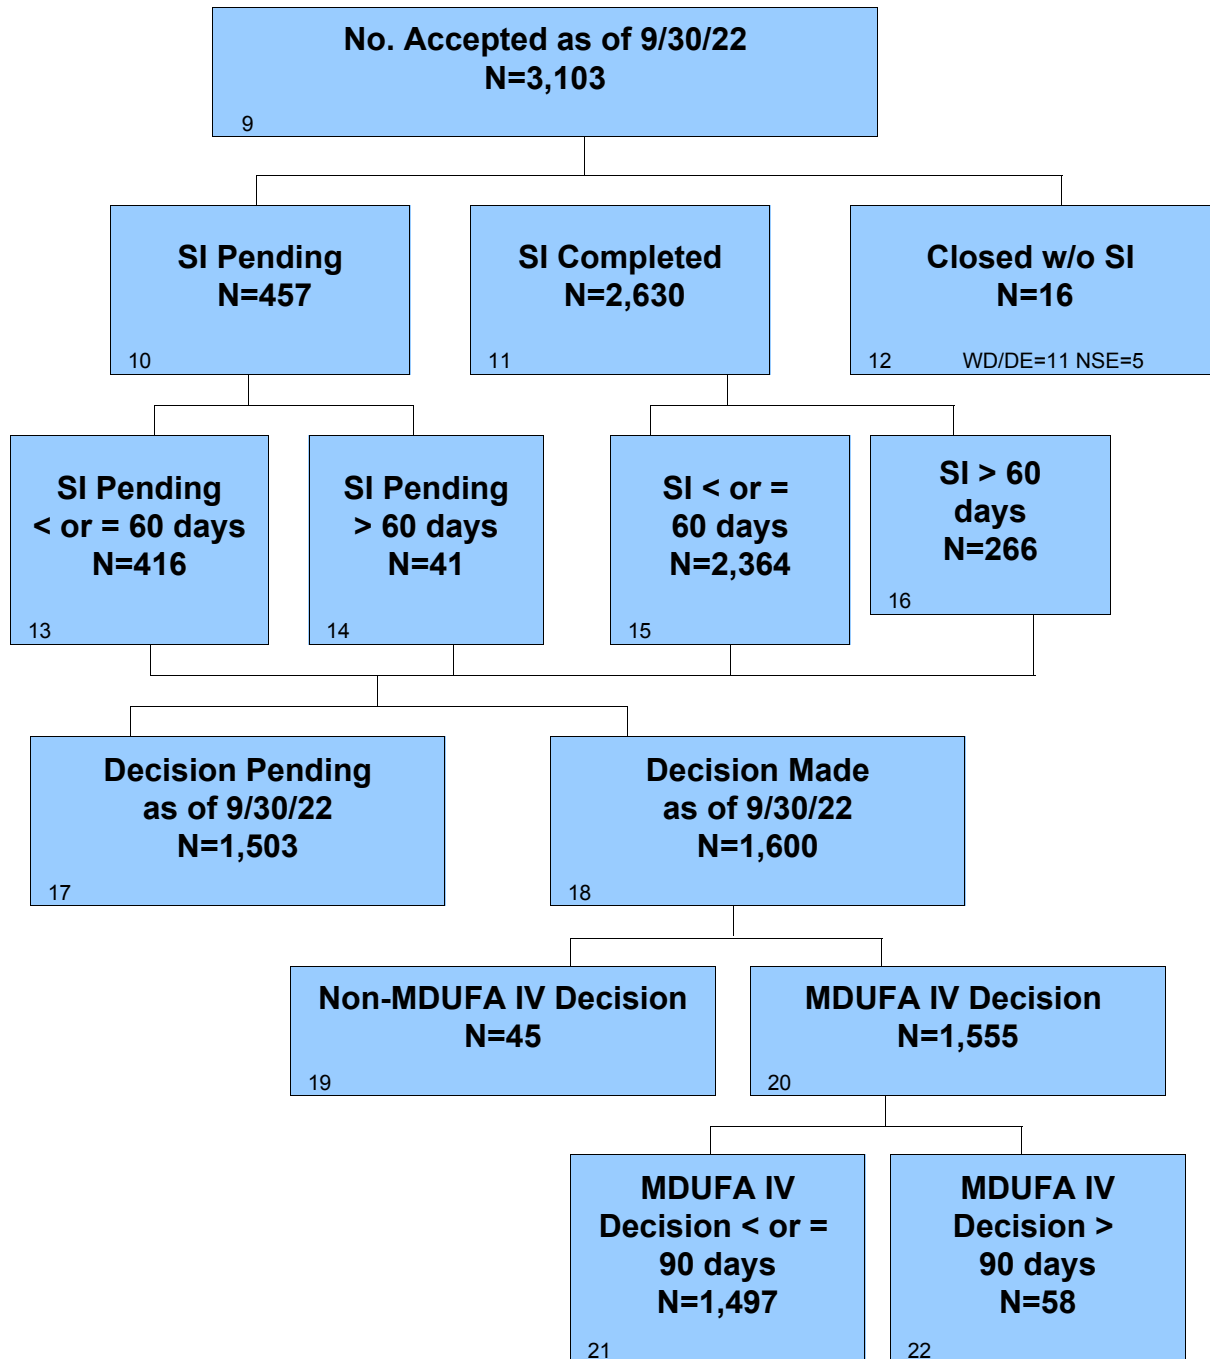 No. Accepted as of 9/30/22
N=3,103
9
SI Pending
N=457
10
SI Completed
N=2,630
11
Closed w/o SI
N=16
12 WD/DE=11 NSE=5
SI Pending
< or = 60 days
N=416
13
SI Pending
> 60 days
N=41
14
SI < or =
60 days
N=2,364
15
SI > 60
days
N=266
16
Decision Pending
as of 9/30/22
N=1,503
17
Decision Made
as of 9/30/22
N=1,600
18
Non-MDUFA IV Decision
N=45
19
MDUFA IV Decision
N=1,555
20
MDUFA IV
Decision < or =
90 days
N=1,497
21
MDUFA IV
Decision >
90 days
N=58
22